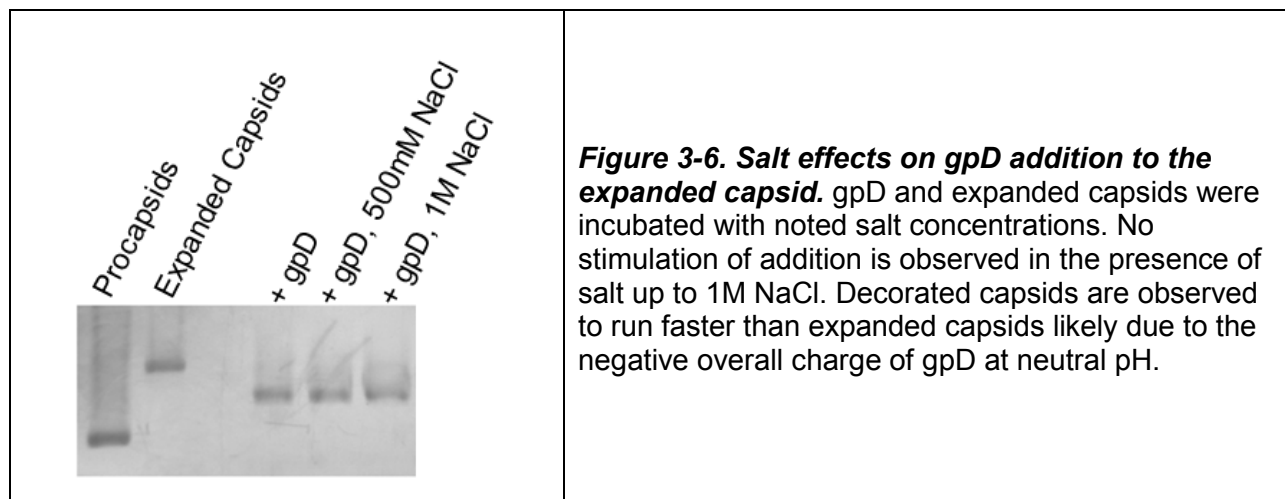 Procapsids
Expanded Capsids
+ gpD
+ gpD, 500mM NaCl
+ gpD, 1M NaCl
Figure 3-6. Salt effects on gpD addition to the
expanded capsid. gpD and expanded capsids were
incubated with noted salt concentrations. No
stimulation of addition is observed in the presence of
salt up to 1M NaCl. Decorated capsids are observed
to run faster than expanded capsids likely due to the
negative overall charge of gpD at neutral pH.